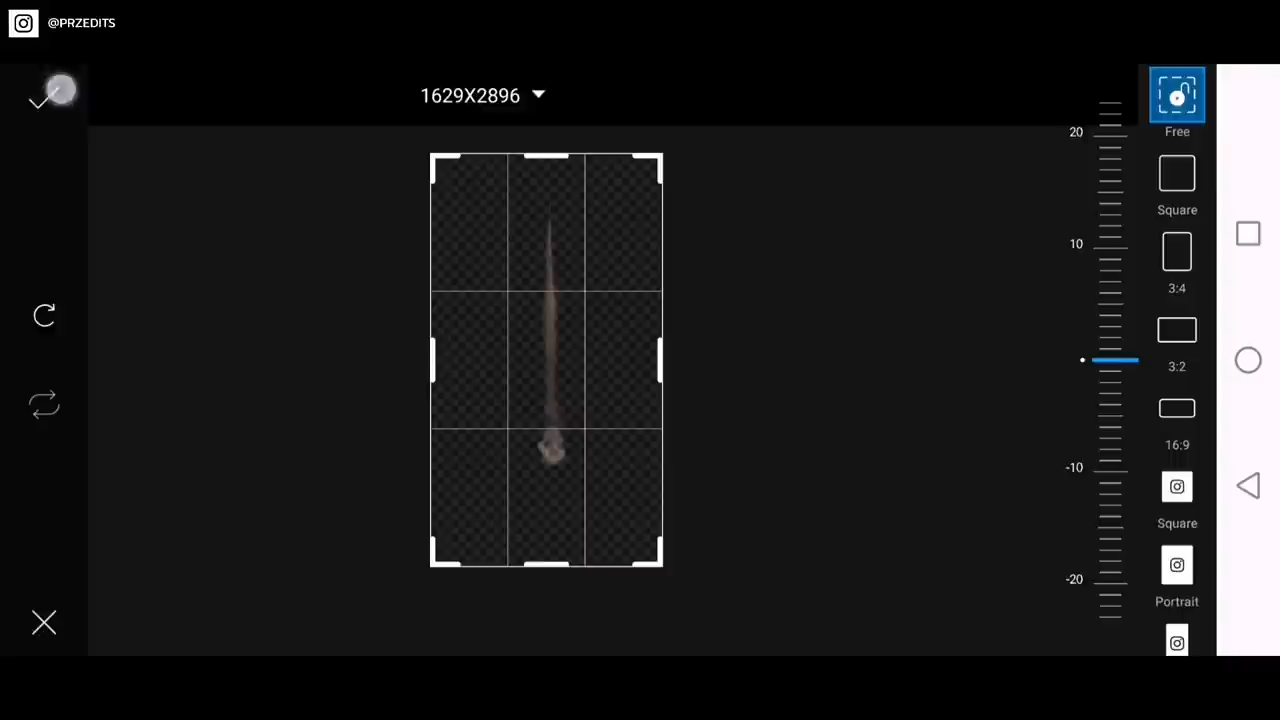 @PRZEDITS
1629X2896
20
10
-10
-20
Free
Square
3:4
3:2
16:9
Square
Portrait